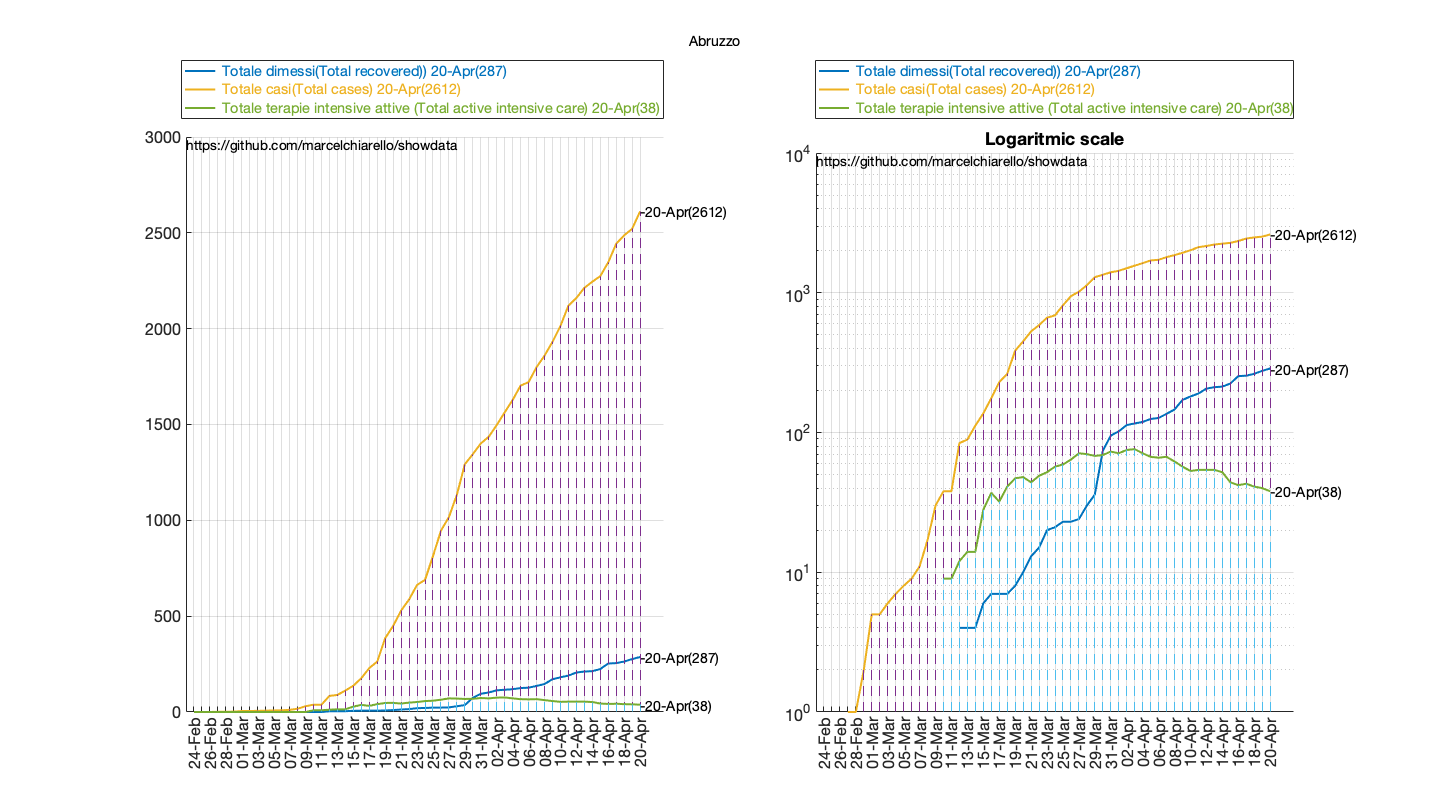 Abruzzo
Totale dimessi(Total recovered)) 20-Apr(287)
Totale casi(Total cases) 20-Apr(2612)
Totale terapie intensive attive (Total active intensive care) 20-Apr(38)
https://github.com/marcelchiarello/showdata
3000
2500
2000
1500
1000
500
0
-20-Apr(2612)
-20-Apr(287)
-20-Apr(38)
24-Feb
26-Feb
28-Feb
01-Mar
03-Mar
05-Mar
07-Mar
09-Mar
11-Mar
13-Mar
15-Mar
17-Mar
19-Mar
21-Mar
23-Mar
25-Mar
27-Mar
29-Mar
31-Mar
02-Apr
04-Apr
06-Apr
08-Apr
10-Apr
12-Apr
14-Apr
16-Apr
18-Apr
20-Apr
Totale dimessi(Total recovered)) 20-Apr(287)
Totale casi(Total cases) 20-Apr(2612)
Totale terapie intensive attive (Total active intensive care) 20-Apr(38)
Logaritmic scale
https://github.com/marcelchiarello/showdata
10^4
10^3
10^2
10^1
10^0
-20-Apr(2612)
-20-Apr(287)
-20-Apr(38)
24-Feb
26-Feb
28-Feb
01-Mar
03-Mar
05-Mar
07-Mar
09-Mar
11-Mar
13-Mar
15-Mar
17-Mar
19-Mar
21-Mar
23-Mar
25-Mar
27-Mar
29-Mar
31-Mar
02-Apr
04-Apr
06-Apr
08-Apr
10-Apr
12-Apr
14-Apr
16-Apr
18-Apr
20-Apr